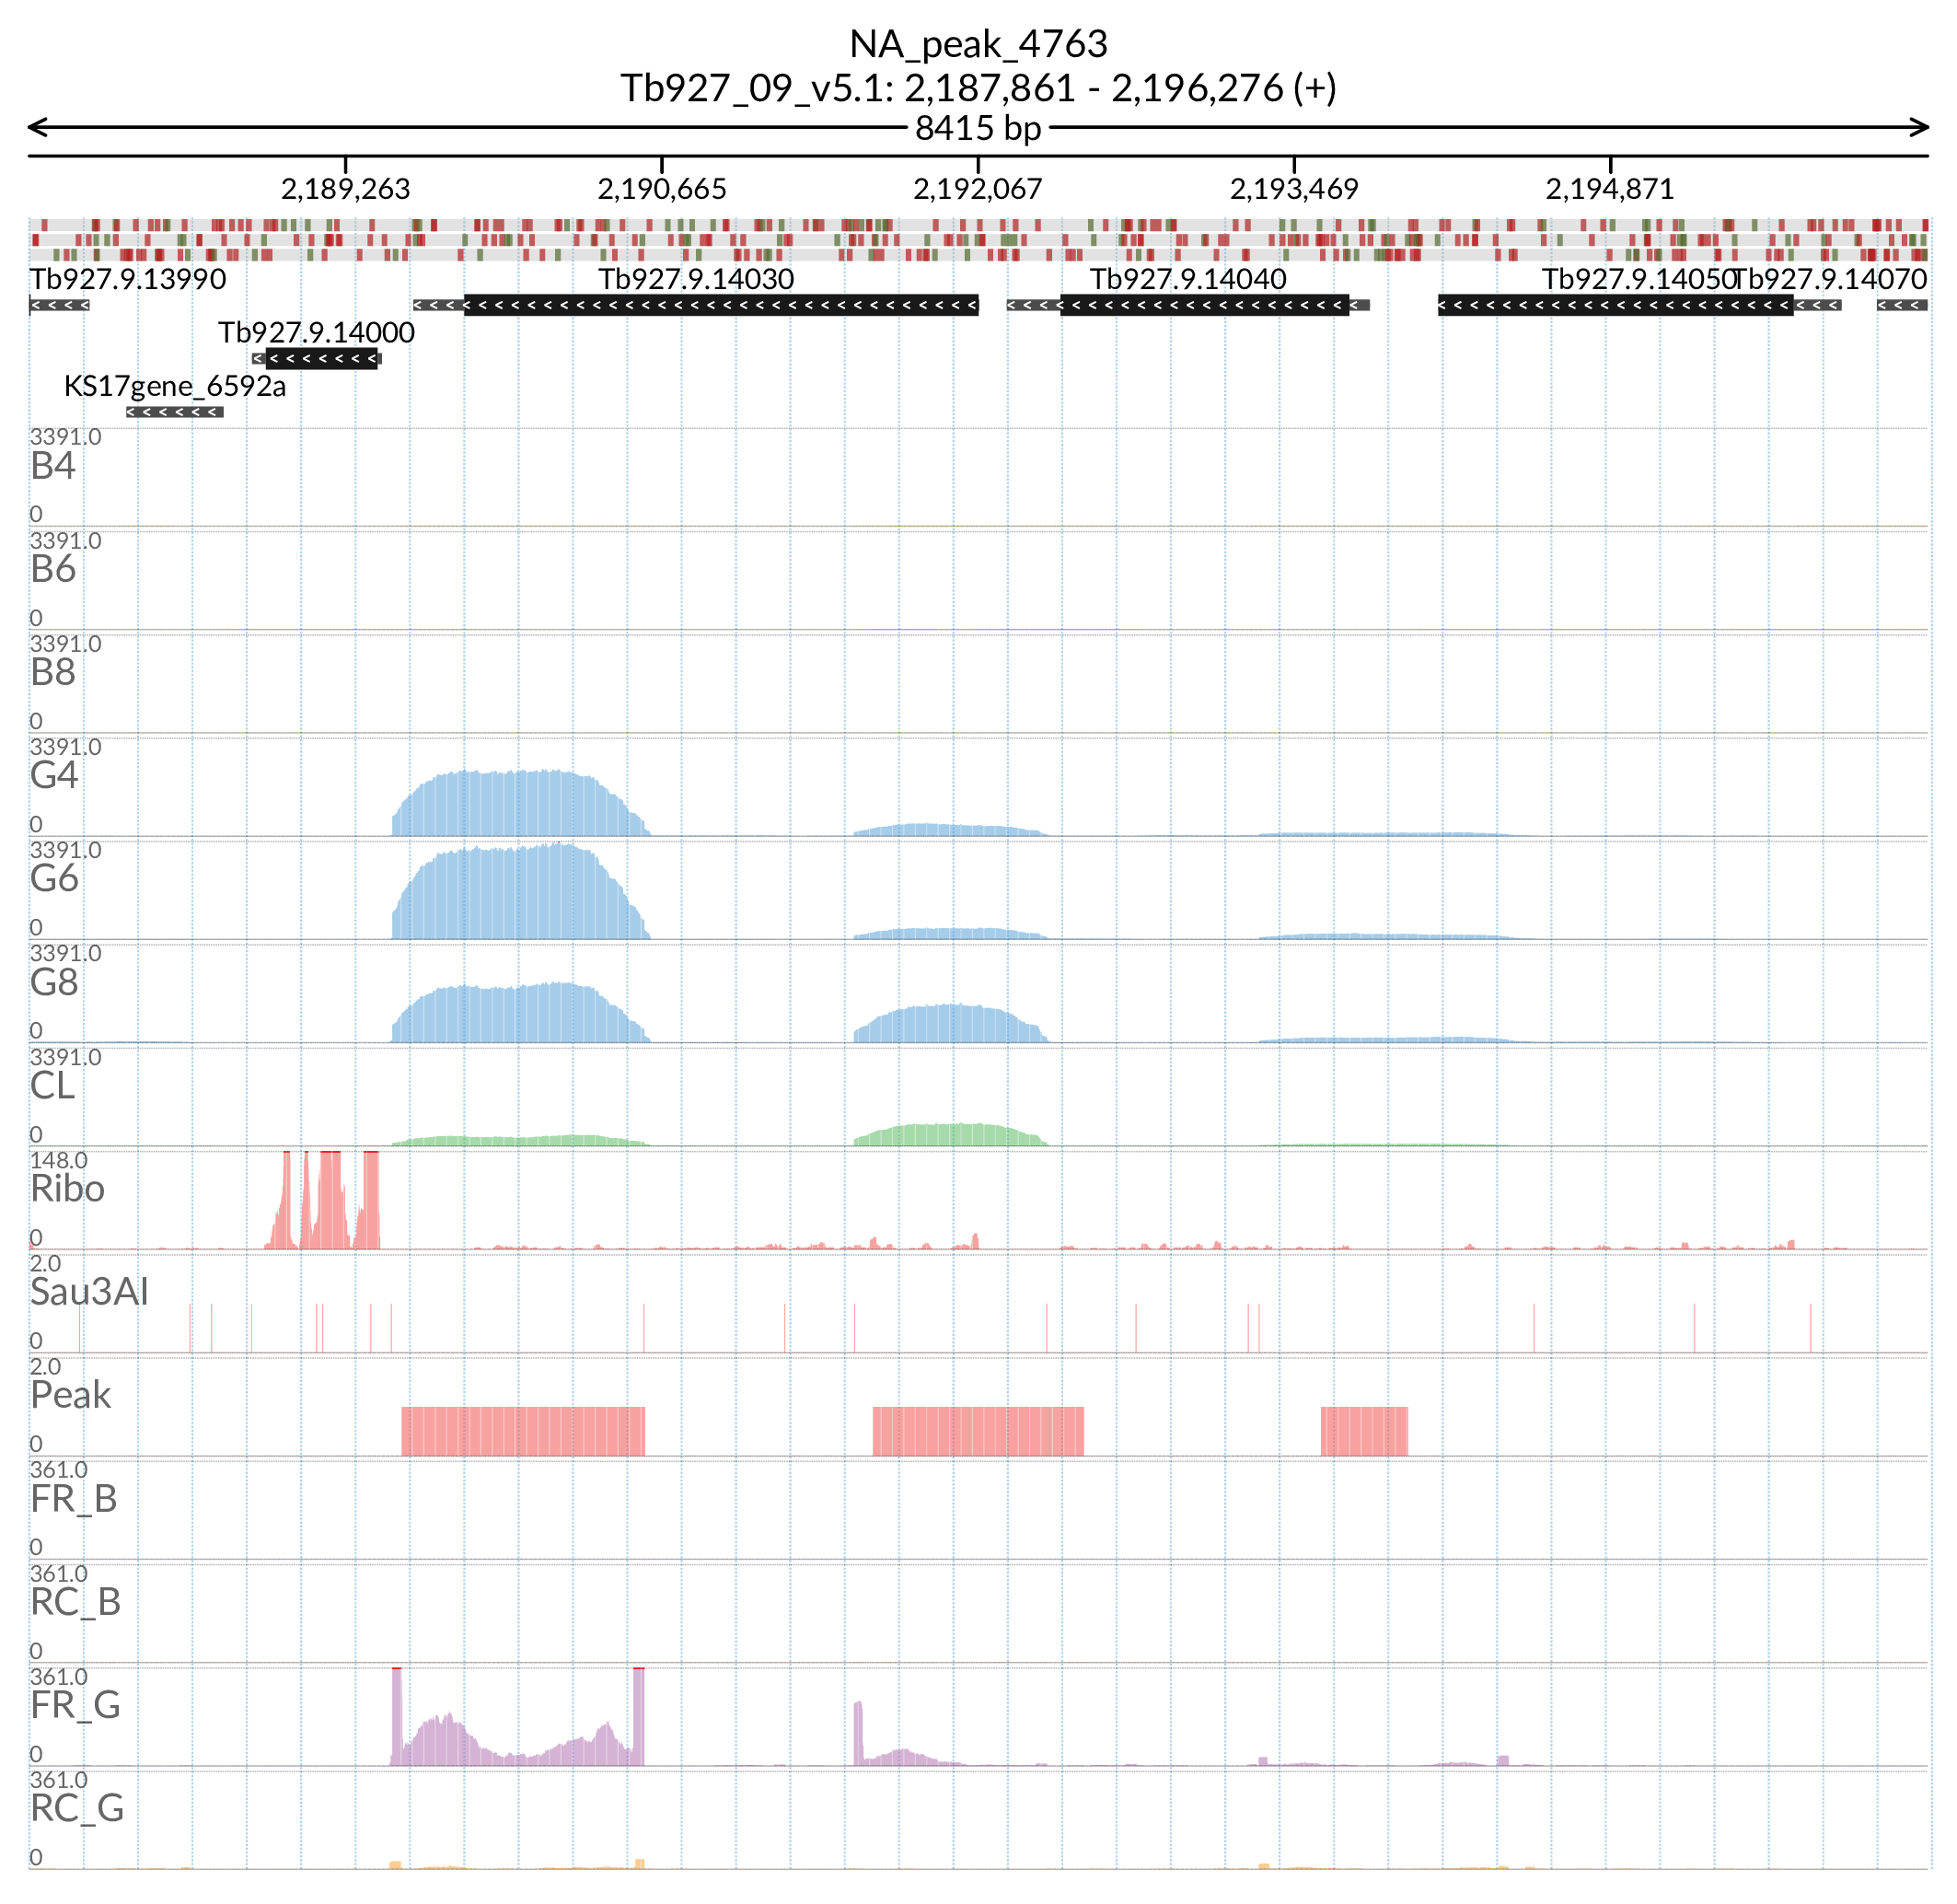 NA_peak_4763
Tb927_09_v5.1: 2,187,861 - 2,196,276 (+)
8415 bp
2,189,263 2,190,665 2,192,067 2,193,469 2,194,871
Tb927.9.13990 Tb927.9.14030 Tb927.9.14040 Tb927.9.14050 Tb927.9.14070
Tb927.9.14000
KS17gene_6592a
3391.0
B4
0
3391.0
B6
0
3391.0
B8
0
3391.0
G4
0
3391.0
G6
0
3391.0
G8
0
3391.0
CL
0
148.0
Ribo
0
2.0
Sau3AI
0
2.0
Peak
0
361.0
FR_B
0
361.0
RC_B
0
361.0
FR_G
0
361.0
RC_G
0